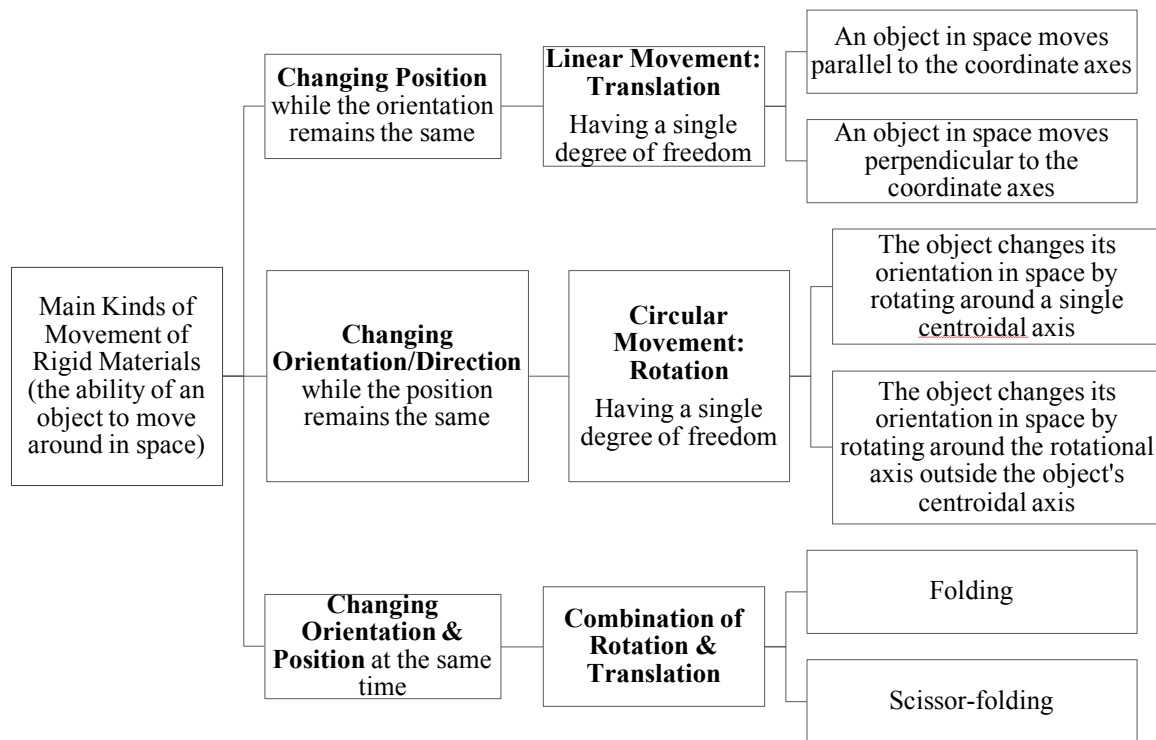 Main Kinds of
Movement of
Rigid Materials
(the ability of an
object to move
around in space)
Changing Position
while the orientation
remains the same
Linear Movement:
Translation
Having a single
degree of freedom
An object in space moves
parallel to the coordinate axes
An object in space moves
perpendicular to the
coordinate axes
Changing
Orientation/Direction
while the position
remains the same
Circular
Movement:
Rotation
Having a single
degree of freedom
The object changes its
orientation in space by
rotating around a single
centroidal axis
The object changes its
orientation in space by
rotating around the rotational
axis outside the object's
centroidal axis
Changing
Orientation &
Position at the same
time
Combination of
Rotation &
Translation
Folding
Scissor-folding